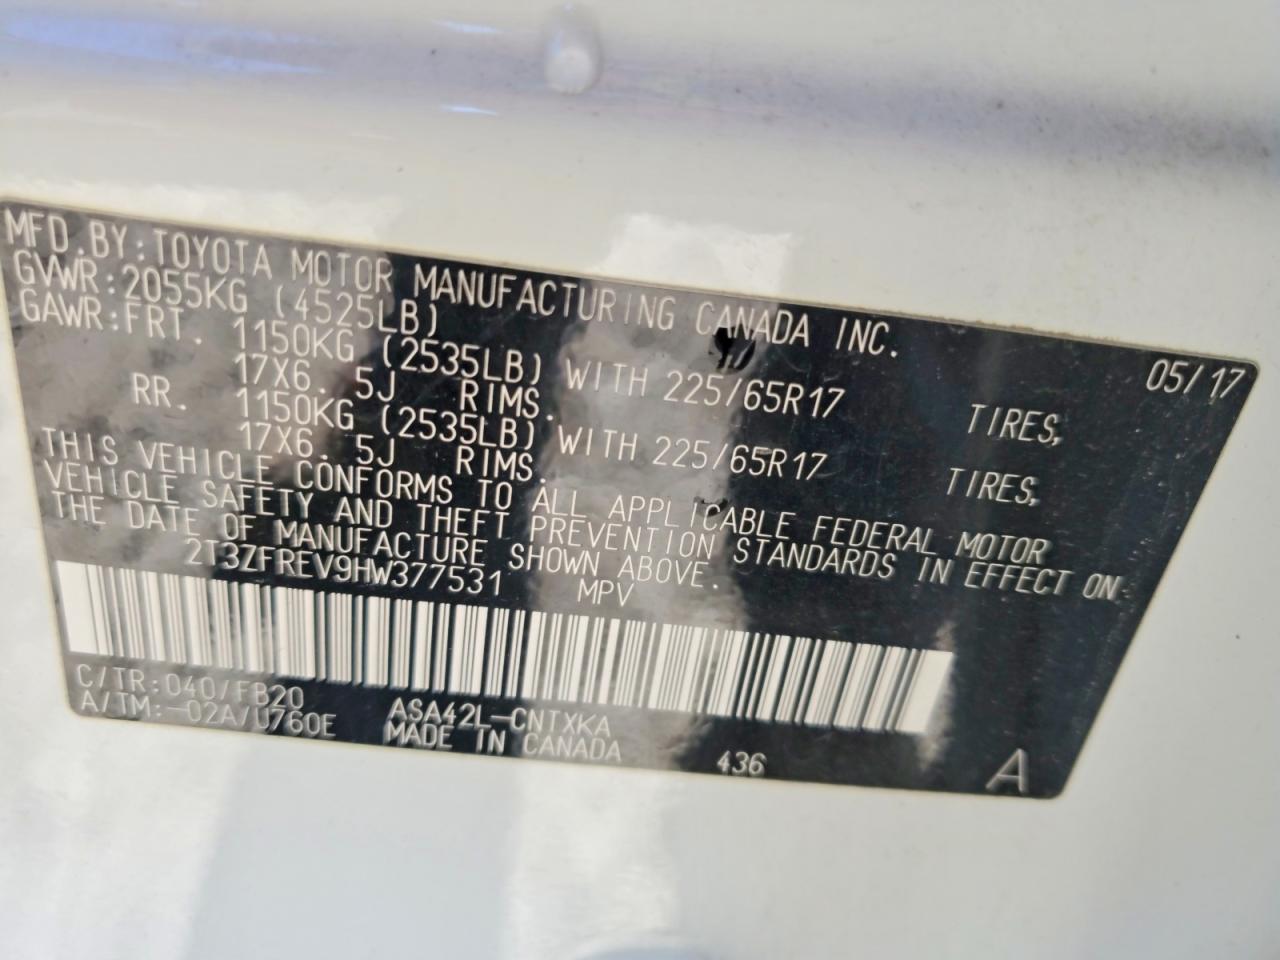 MFD.BY:TOYOTA MOTOR MANUFACTURING CANADA INC.
05/17
GVWR:2055KG (4525LB)
GAWR:FRT. 1150KG (2535LB) WITH 225/65R17 TIRES,
17X6.5J RIMS.
RR. 1150KG (2535LB) WITH 225/65R17 TIRES,
17X6.5J RIMS.
THIS VEHICLE CONFORMS TO ALL APPLICABLE FEDERAL MOTOR
VEHICLE SAFETY AND THEFT PREVENTION STANDARDS IN EFFECT ON
THE DATE OF MANUFACTURE SHOWN ABOVE.
2T3ZFREV9HW377531 MPV
C/TR:040/FB20 ASA42L-CNTXKA
A/TM:-02A/U760E MADE IN CANADA 436 A